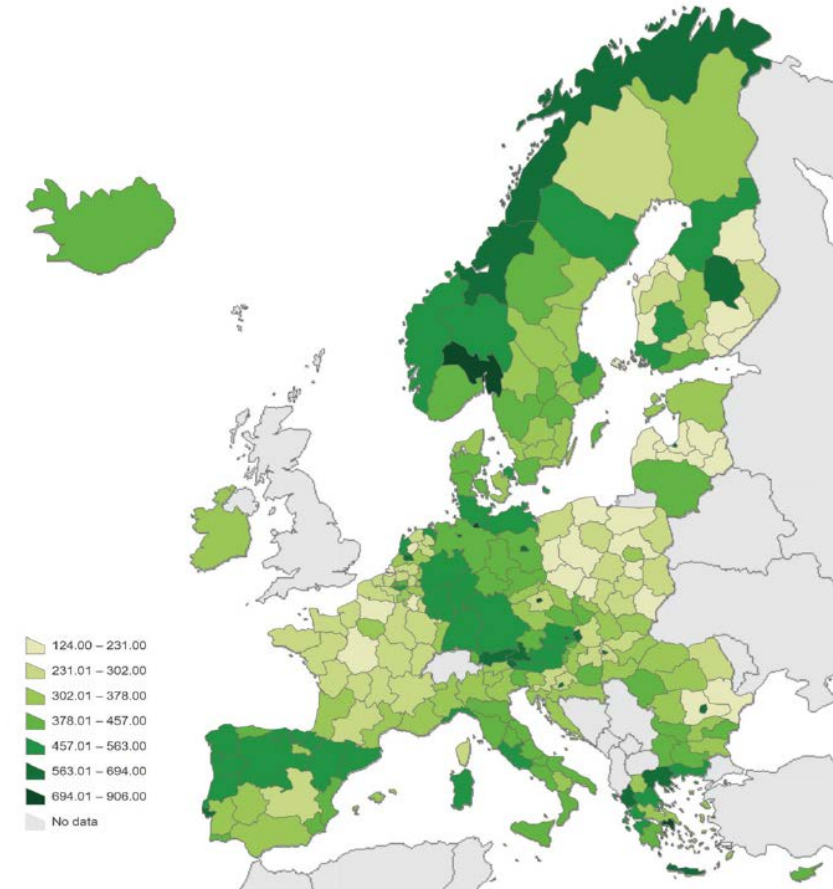 124.00 – 231.00
231.01 – 302.00
302.01 – 378.00
378.01 – 457.00
457.01 – 563.00
563.01 – 694.00
694.01 – 906.00
No data